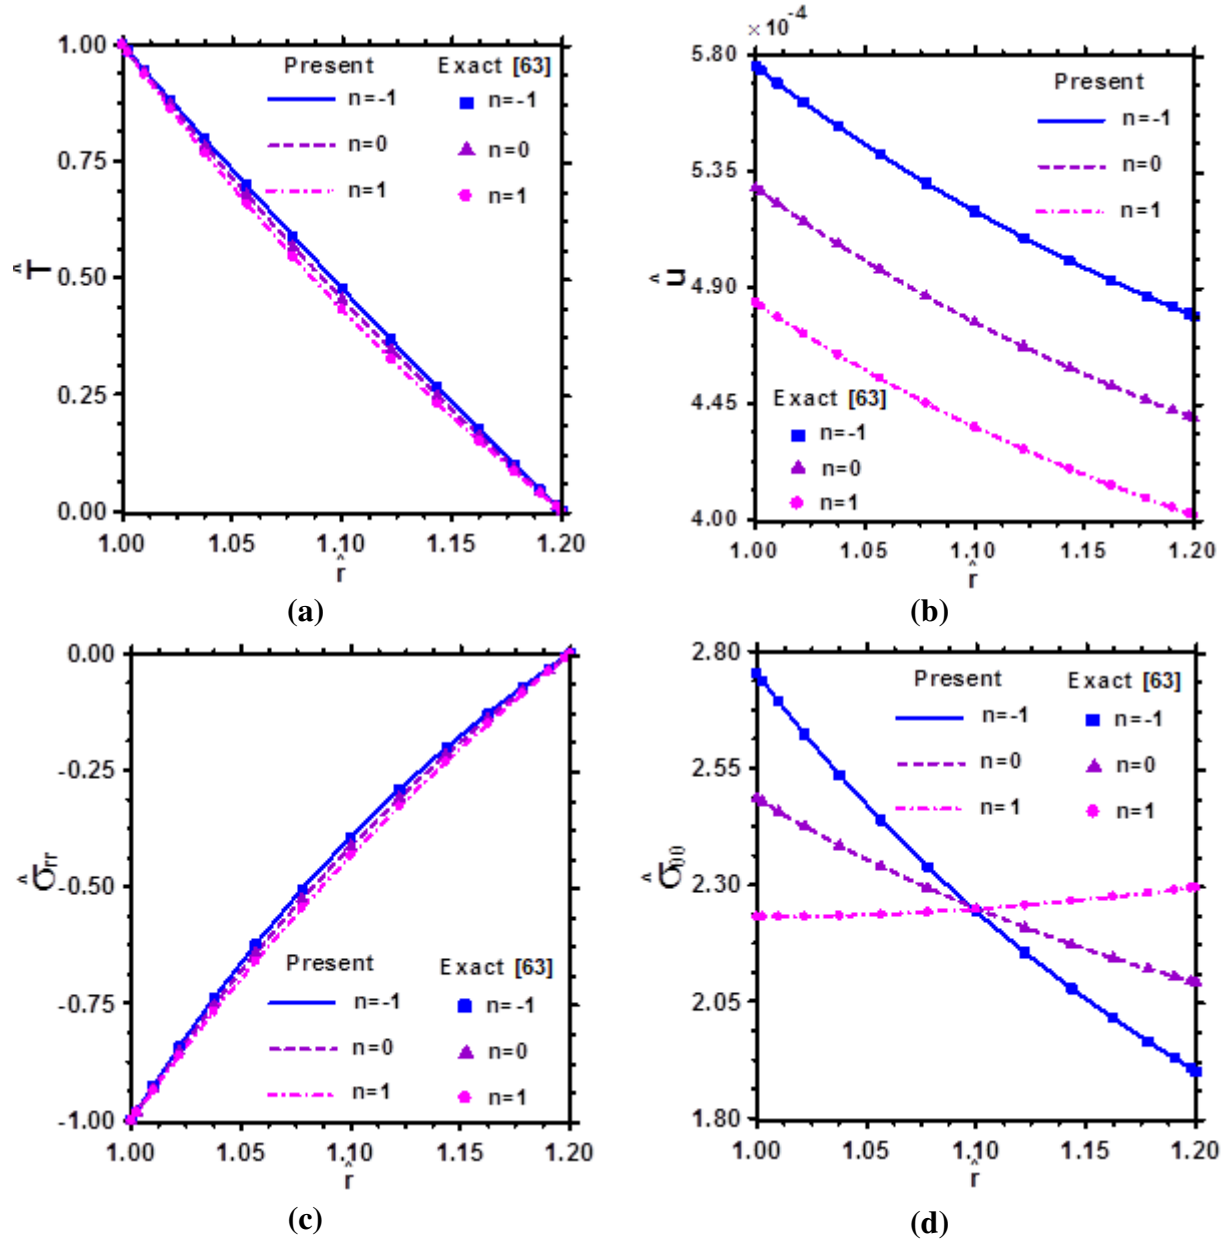 1.00
0.75
0.50
0.25
0.00
T̂
Present Exact [63]
n=-1 n=-1
n=0 n=0
n=1 n=1
1.00 1.05 1.10 1.15 1.20
r̂
(a)
× 10⁻⁴
5.80
5.35
4.90
4.45
4.00
û
Present
n=-1
n=0
n=1
Exact [63]
n=-1
n=0
n=1
1.00 1.05 1.10 1.15 1.20
r̂
(b)
0.00
-0.25
-0.50
-0.75
-1.00
σ̂rr
Present Exact [63]
n=-1 n=-1
n=0 n=0
n=1 n=1
1.00 1.05 1.10 1.15 1.20
r̂
(c)
2.80
2.55
2.30
2.05
1.80
σ̂θθ
Present Exact [63]
n=-1 n=-1
n=0 n=0
n=1 n=1
1.00 1.05 1.10 1.15 1.20
r̂
(d)